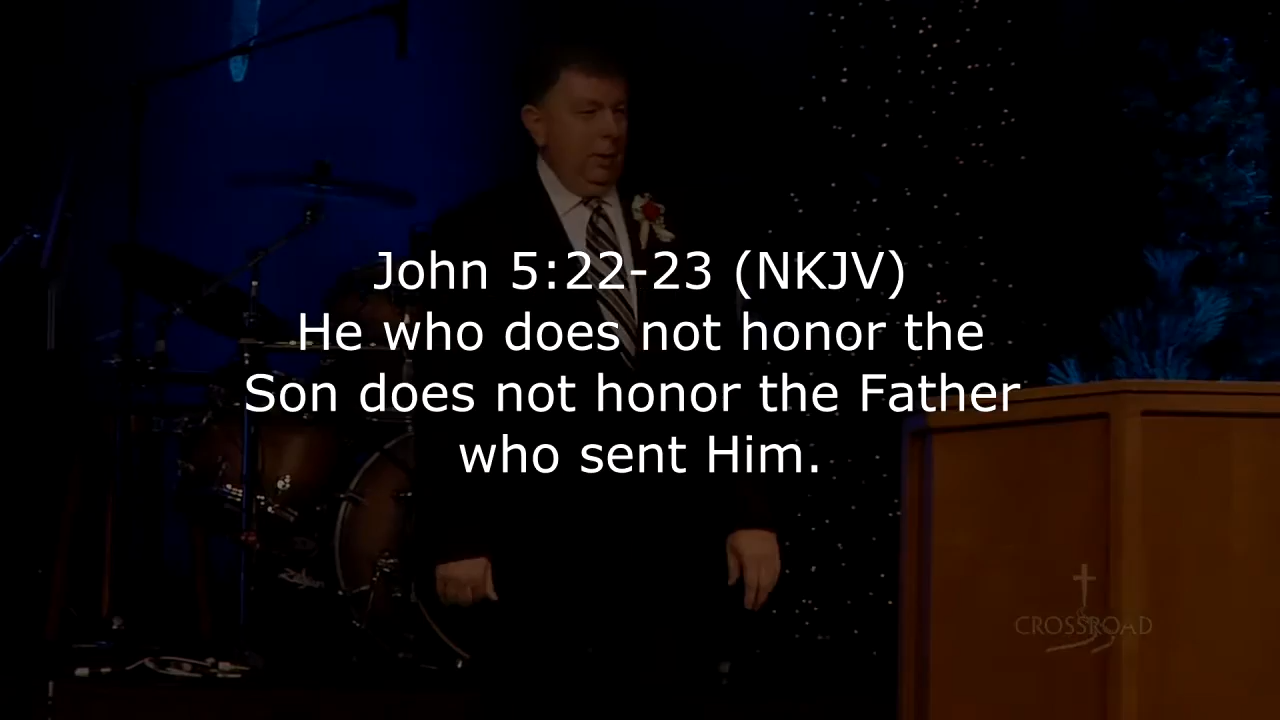 John 5:22-23 (NKJV)
He who does not honor the
Son does not honor the Father
who sent Him.
CROSSROAD